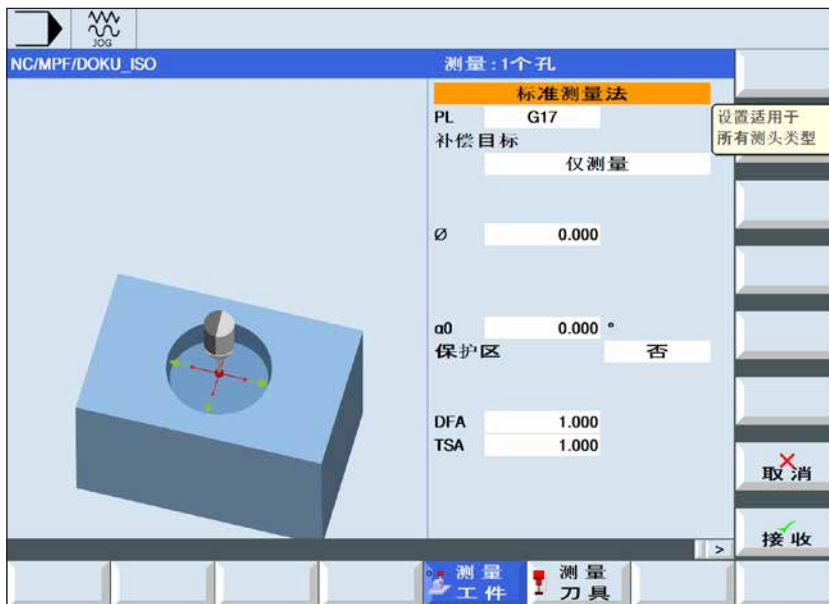 JOG
NC/MPF/DOKU_ISO
测量:1个孔
标准测量法
PL G17
设置适用于
所有测头类型
补偿目标
仅测量
Ø 0.000
α0 0.000 °
保护区 否
DFA 1.000
TSA 1.000
取消
接收
>
测量
工件
测量
刀具